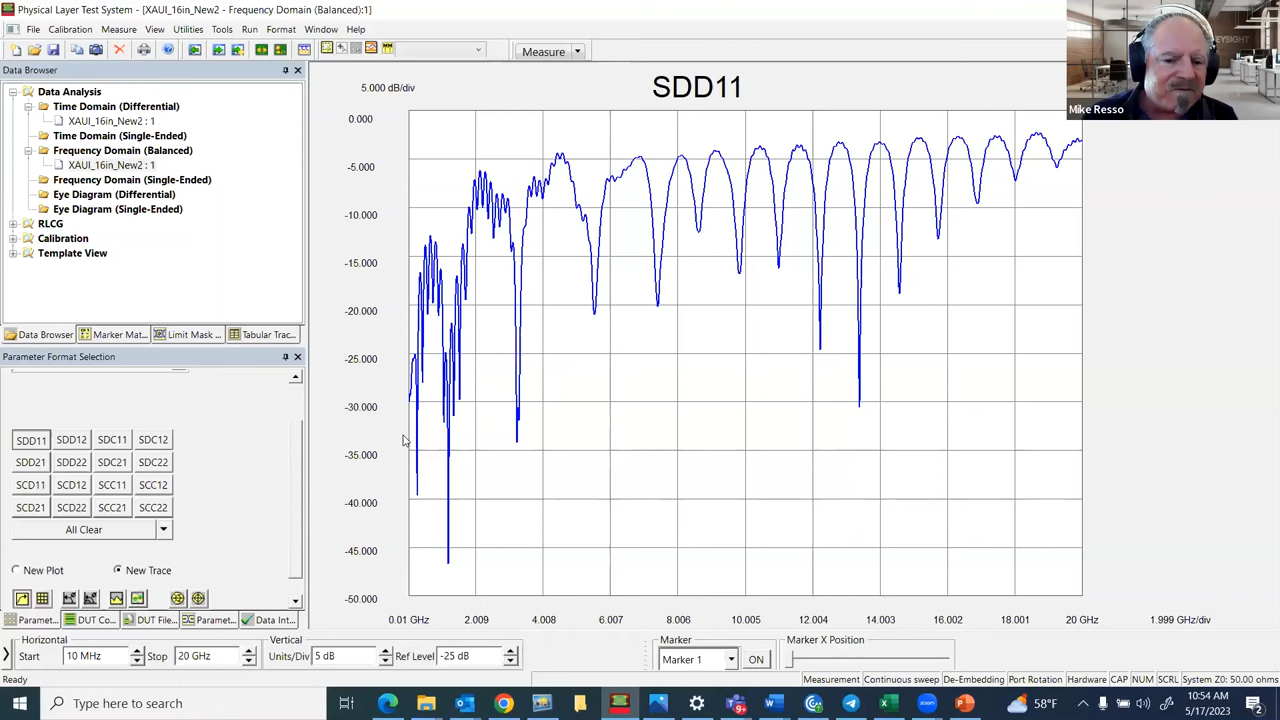 Physical Layer Test System - [XAUI_16in_New2 - Frequency Domain (Balanced):1]
File Calibration Measure View Utilities Tools Run Format Window Help
Measure
Data Browser
Data Analysis
Time Domain (Differential)
XAUI_16in_New2 : 1
Time Domain (Single-Ended)
Frequency Domain (Balanced)
XAUI_16in_New2 : 1
Frequency Domain (Single-Ended)
Eye Diagram (Differential)
Eye Diagram (Single-Ended)
RLCG
Calibration
Template View
Data Browser Marker Mat... Limit Mask ... Tabular Trac...
Parameter Format Selection
SDD11 SDD12 SDC11 SDC12
SDD21 SDD22 SDC21 SDC22
SCD11 SCD12 SCC11 SCC12
SCD21 SCD22 SCC21 SCC22
All Clear
New Plot New Trace
Paramet... DUT Co... DUT File... Paramet... Data Int...
5.000 dB/div
SDD11
0.000
-5.000
-10.000
-15.000
-20.000
-25.000
-30.000
-35.000
-40.000
-45.000
-50.000
0.01 GHz 2.009 4.008 6.007 8.006 10.005 12.004 14.003 16.002 18.001 20 GHz 1.999 GHz/div
EYSIGHT
Mike Resso
Horizontal Vertical Marker Marker X Position
Start 10 MHz Stop 20 GHz Units/Div 5 dB Ref Level -25 dB Marker 1 ON
Ready Measurement Continuous sweep De-Embedding Port Rotation Hardware CAP NUM SCRL System Z0: 50.00 ohms
Type here to search 58°F 10:54 AM
5/17/2023